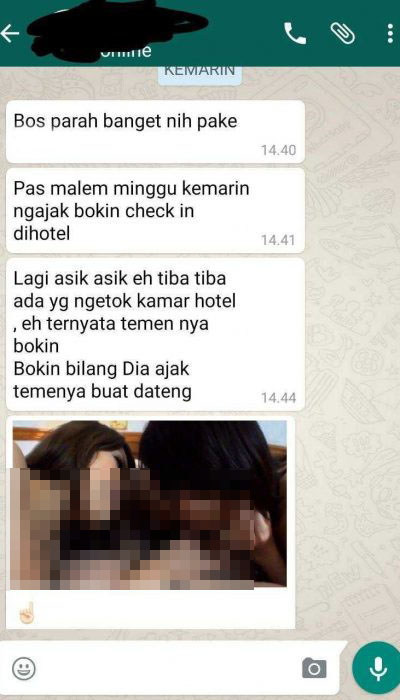 online
KEMARIN
Bos parah banget nih pake
14.40
Pas malem minggu kemarin
ngajak bokin check in
dihotel
14.41
Lagi asik asik eh tiba tiba
ada yg ngetok kamar hotel
, eh ternyata temen nya
bokin
Bokin bilang Dia ajak
temenya buat dateng
14.44